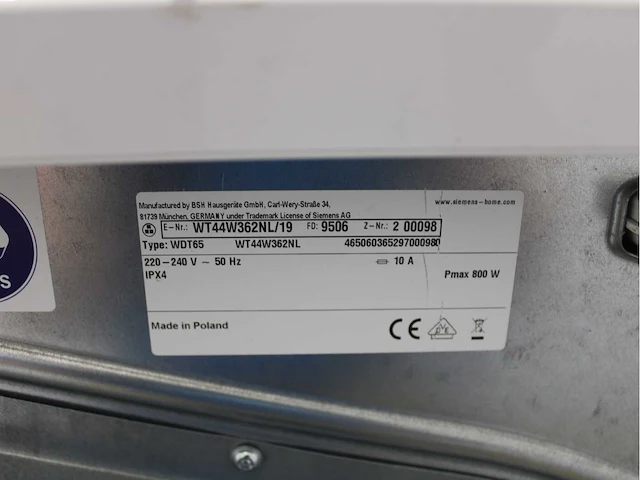 Manufactured by BSH Hausgeräte GmbH, Carl-Wery-Straße 34,
81739 München, GERMANY under Trademark License of Siemens AG
www.siemens-home.com
E-Nr.: WT44W362NL/19 FD: 9506 Z-Nr.: 2 00098
Type: WDT65 WT44W362NL 465060365297000980
220-240 V ~ 50 Hz 10 A
IPX4 Pmax 800 W
Made in Poland
CE
S